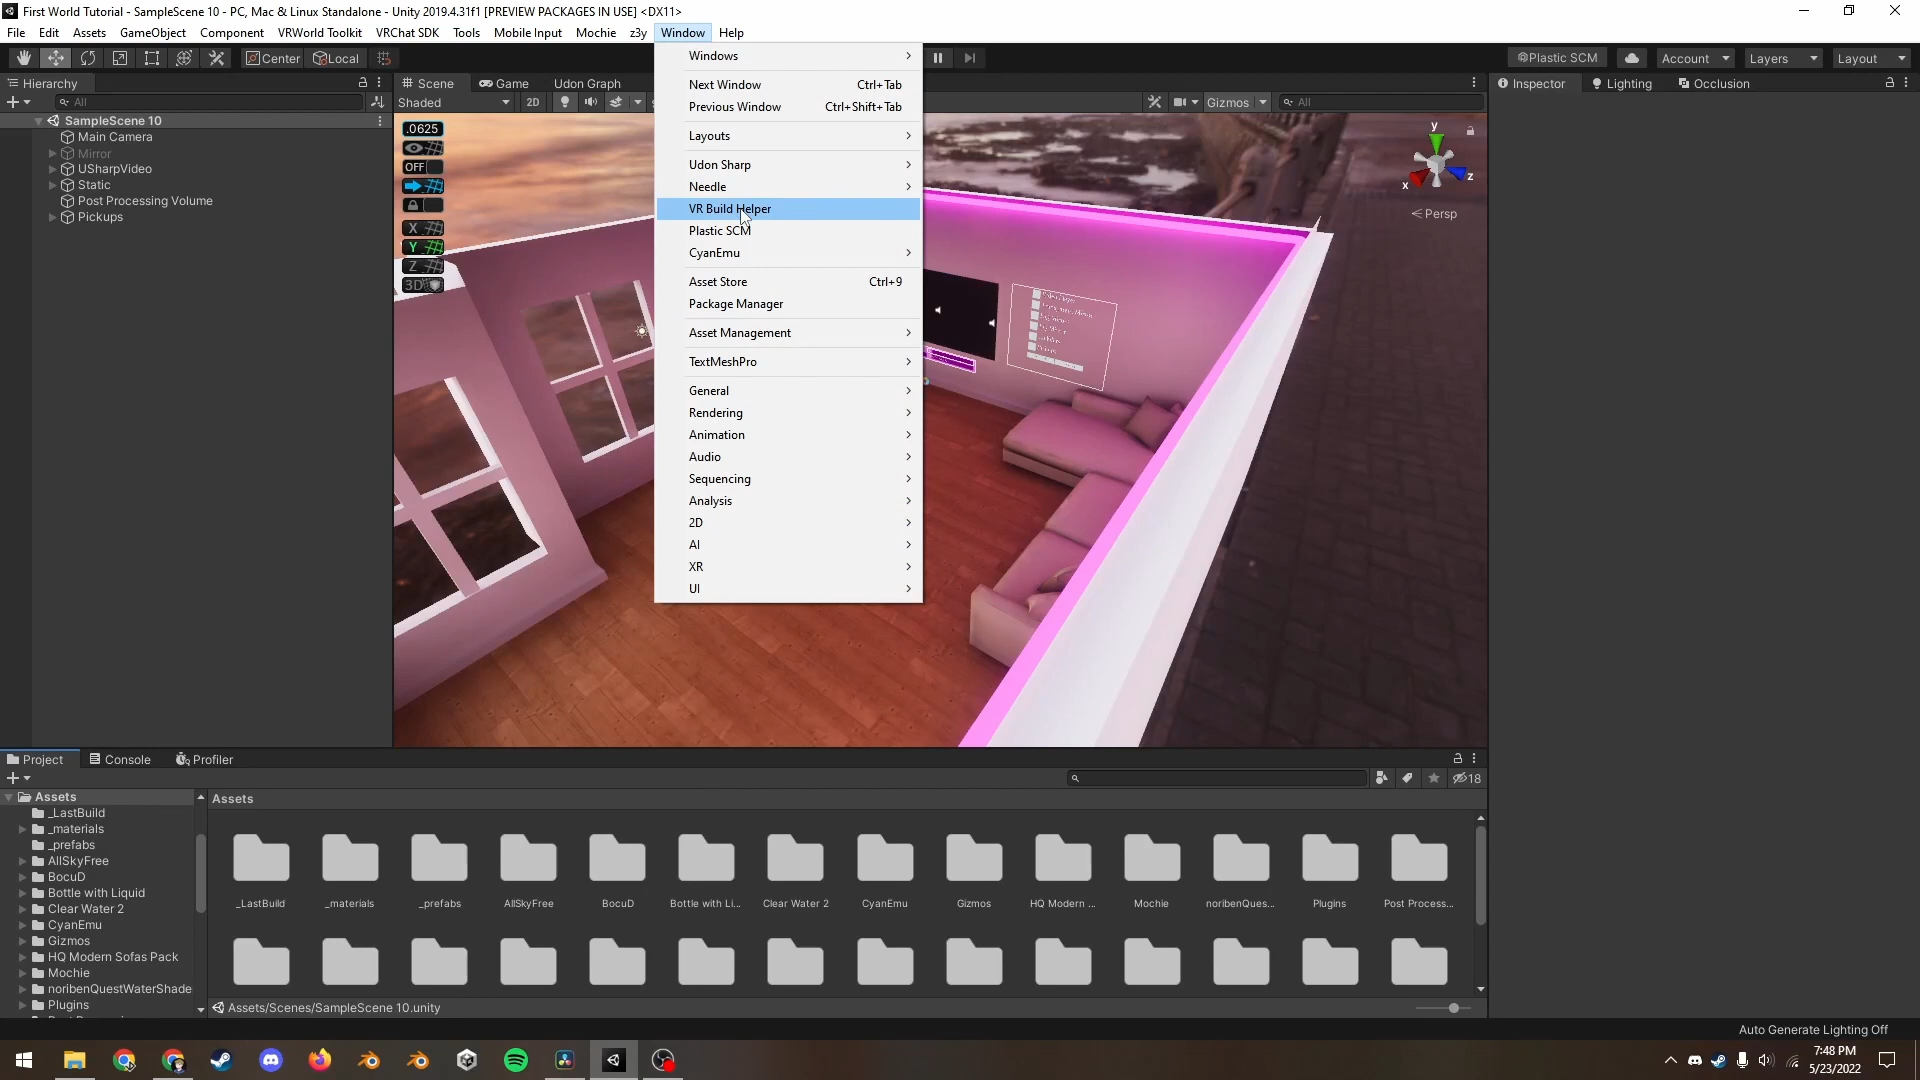 First World Tutorial - SampleScene 10 - PC, Mac & Linux Standalone - Unity 2019.4.31f1 [PREVIEW PACKAGES IN USE] <DX11>
File Edit Assets GameObject Component VRWorld Toolkit VRChat SDK Tools Mobile Input Mochie z3y Window Help
Center Local Plastic SCM Account Layers Layout
Hierarchy
All
SampleScene 10
Main Camera
Mirror
USharpVideo
Static
Post Processing Volume
Pickups
Scene Game Udon Graph
Shaded 2D Gizmos All
.0625
OFF
X
Y
Z
3D
y
x
z
Persp
Windows
Next Window Ctrl+Tab
Previous Window Ctrl+Shift+Tab
Layouts
Udon Sharp
Needle
VR Build Helper
Plastic SCM
CyanEmu
Asset Store Ctrl+9
Package Manager
Asset Management
TextMeshPro
General
Rendering
Animation
Audio
Sequencing
Analysis
2D
AI
XR
UI
Inspector Lighting Occlusion
Project Console Profiler
18
Assets
_LastBuild
_materials
_prefabs
AllSkyFree
BocuD
Bottle with Liquid
Clear Water 2
CyanEmu
Gizmos
HQ Modern Sofas Pack
Mochie
noribenQuestWaterShade
Plugins
Assets
_LastBuild _materials _prefabs AllSkyFree BocuD Bottle with Li... Clear Water 2 CyanEmu Gizmos HQ Modern ... Mochie noribenQues... Plugins Post Process...
Assets/Scenes/SampleScene 10.unity
Auto Generate Lighting Off
7:48 PM
5/23/2022